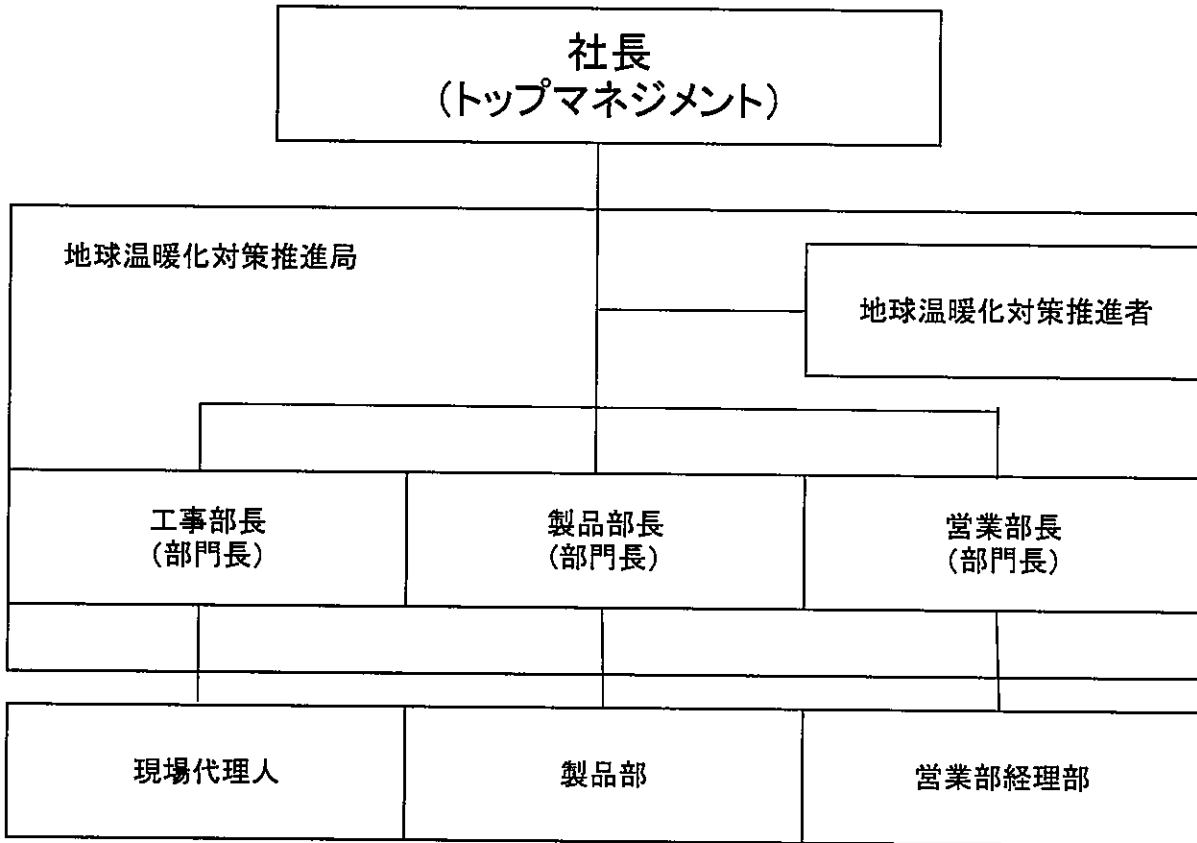 社長
(トップマネジメント)
地球温暖化対策推進局
地球温暖化対策推進者
工事部長
(部門長)
製品部長
(部門長)
営業部長
(部門長)
現場代理人
製品部
営業部経理部